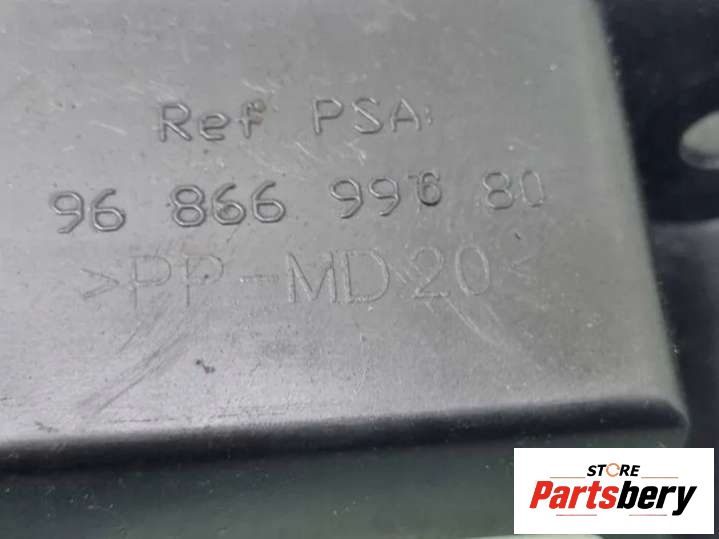 Ref PSA:
96 866 996 80
>PP-MD20<
STORE
Partsbery